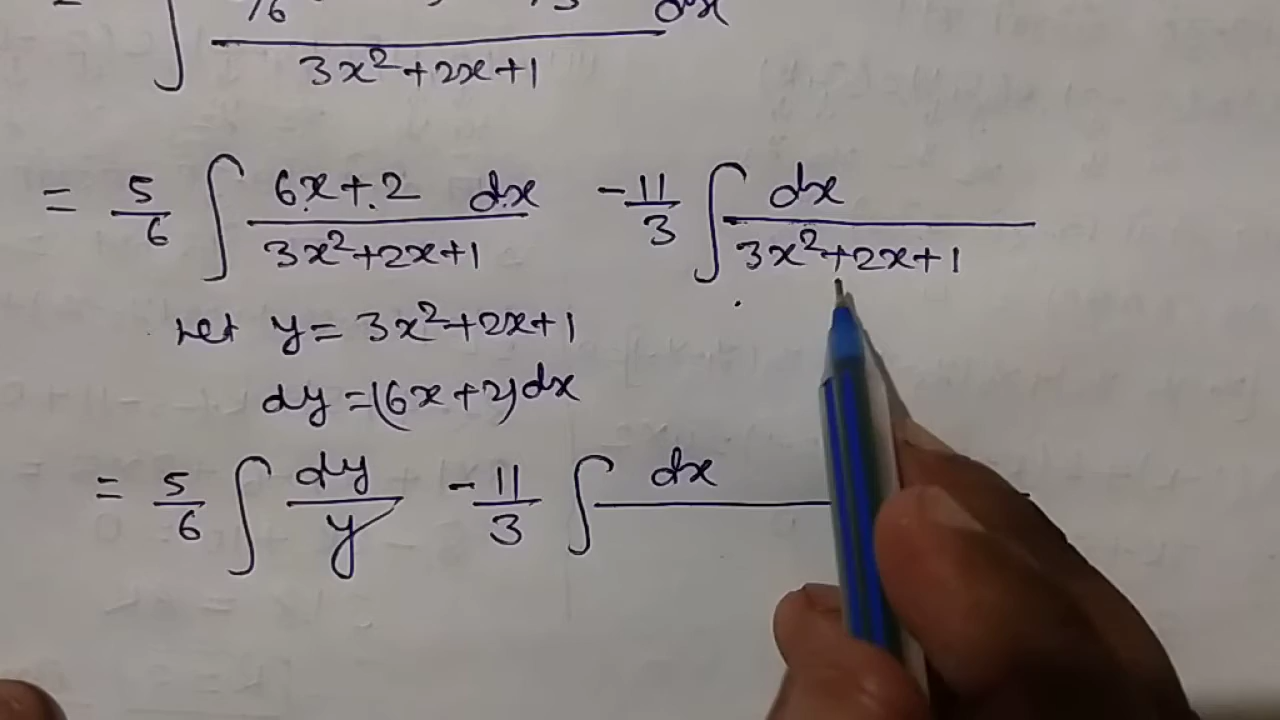 3x²+2x+1
= 5/6 ∫ 6x+2 dx / 3x²+2x+1 -11/3 ∫ dx / 3x²+2x+1
let y = 3x²+2x+1
dy = (6x+2)dx
= 5/6 ∫ dy/y -11/3 ∫ dx